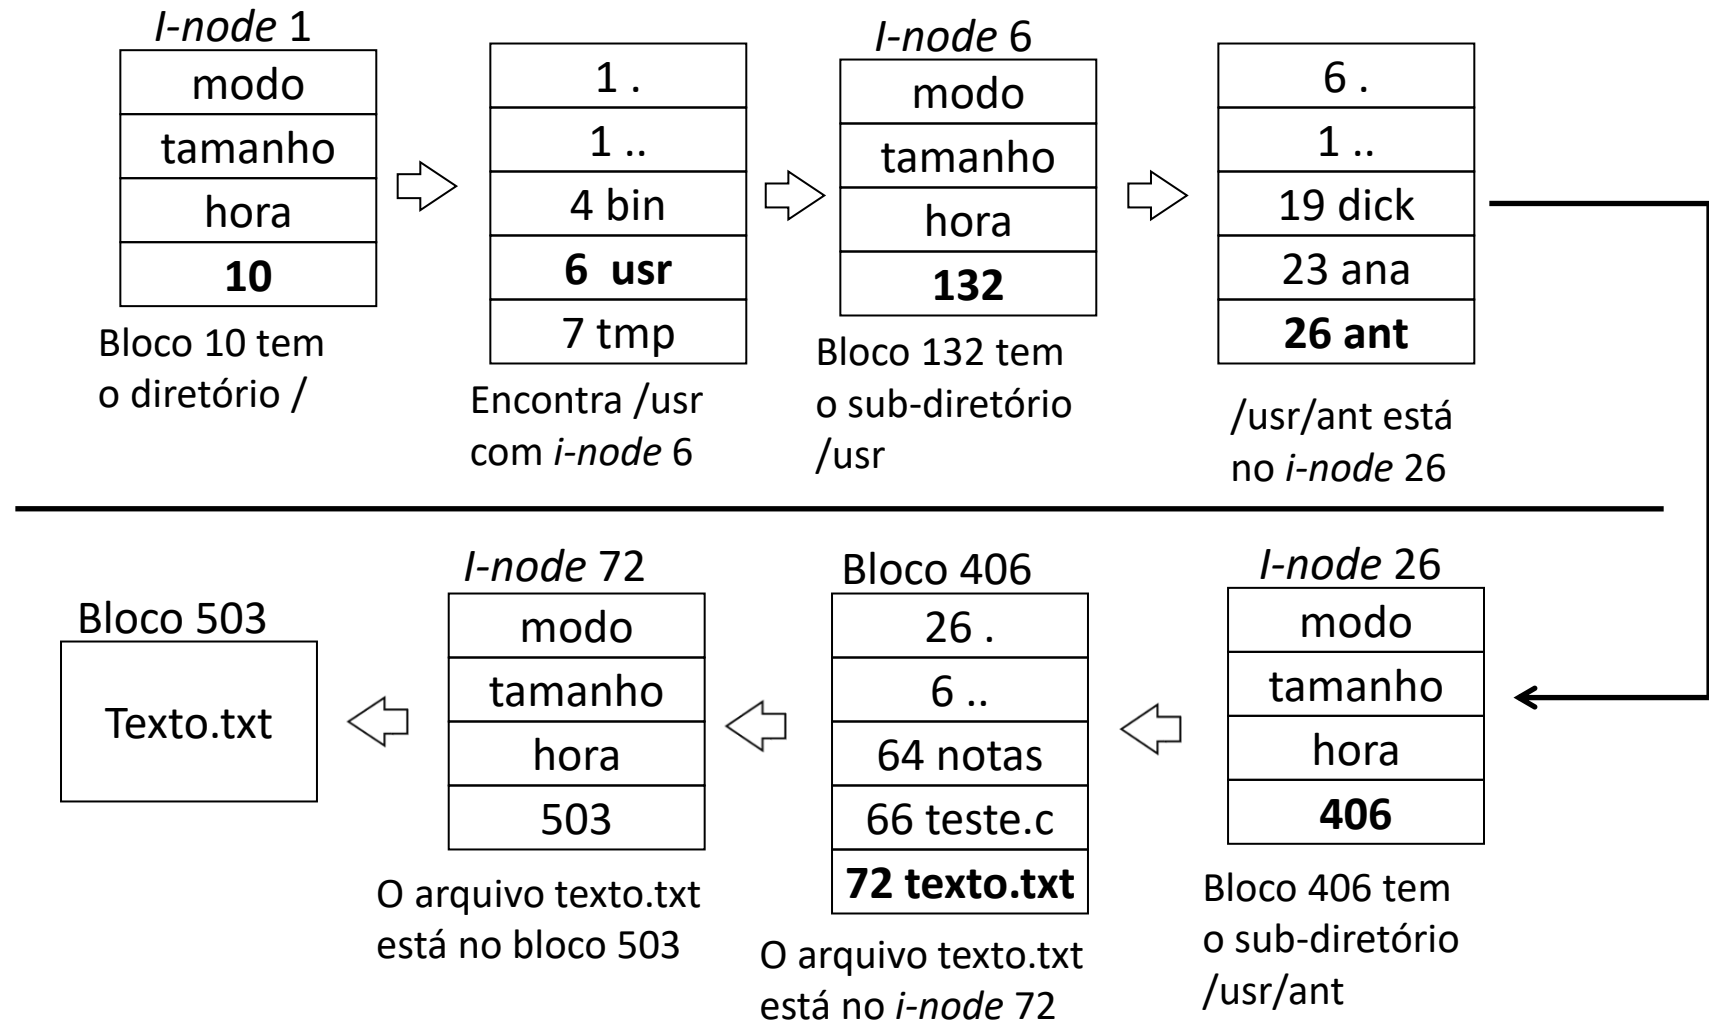 I-node 1
modo
tamanho
hora
10
Bloco 10 tem
o diretório /
1 .
1 ..
4 bin
6 usr
7 tmp
Encontra /usr
com i-node 6
I-node 6
modo
tamanho
hora
132
Bloco 132 tem
o sub-diretório
/usr
6 .
1 ..
19 dick
23 ana
26 ant
/usr/ant está
no i-node 26
I-node 26
modo
tamanho
hora
406
Bloco 406 tem
o sub-diretório
/usr/ant
Bloco 406
26 .
6 ..
64 notas
66 teste.c
72 texto.txt
O arquivo texto.txt
está no i-node 72
I-node 72
modo
tamanho
hora
503
O arquivo texto.txt
está no bloco 503
Bloco 503
Texto.txt